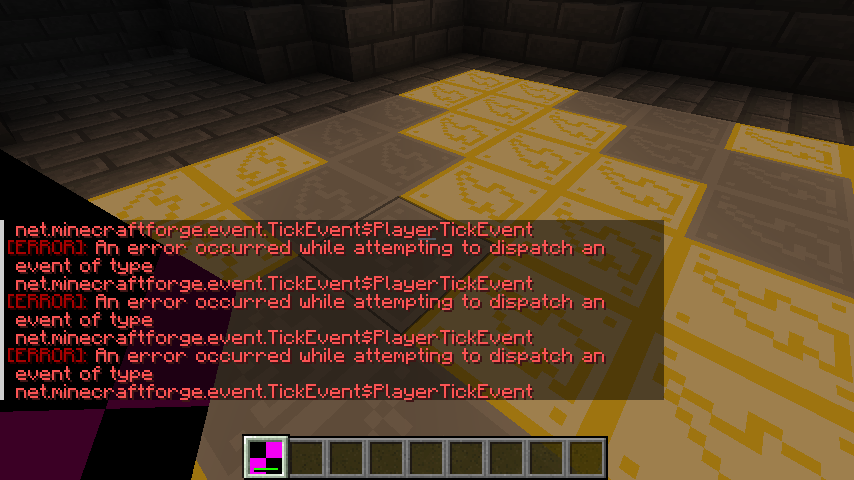 net.minecraftforge.event.TickEvent$PlayerTickEvent
[ERROR]: An error occurred while attempting to dispatch an
event of type
net.minecraftforge.event.TickEvent$PlayerTickEvent
[ERROR]: An error occurred while attempting to dispatch an
event of type
net.minecraftforge.event.TickEvent$PlayerTickEvent
[ERROR]: An error occurred while attempting to dispatch an
event of type
net.minecraftforge.event.TickEvent$PlayerTickEvent